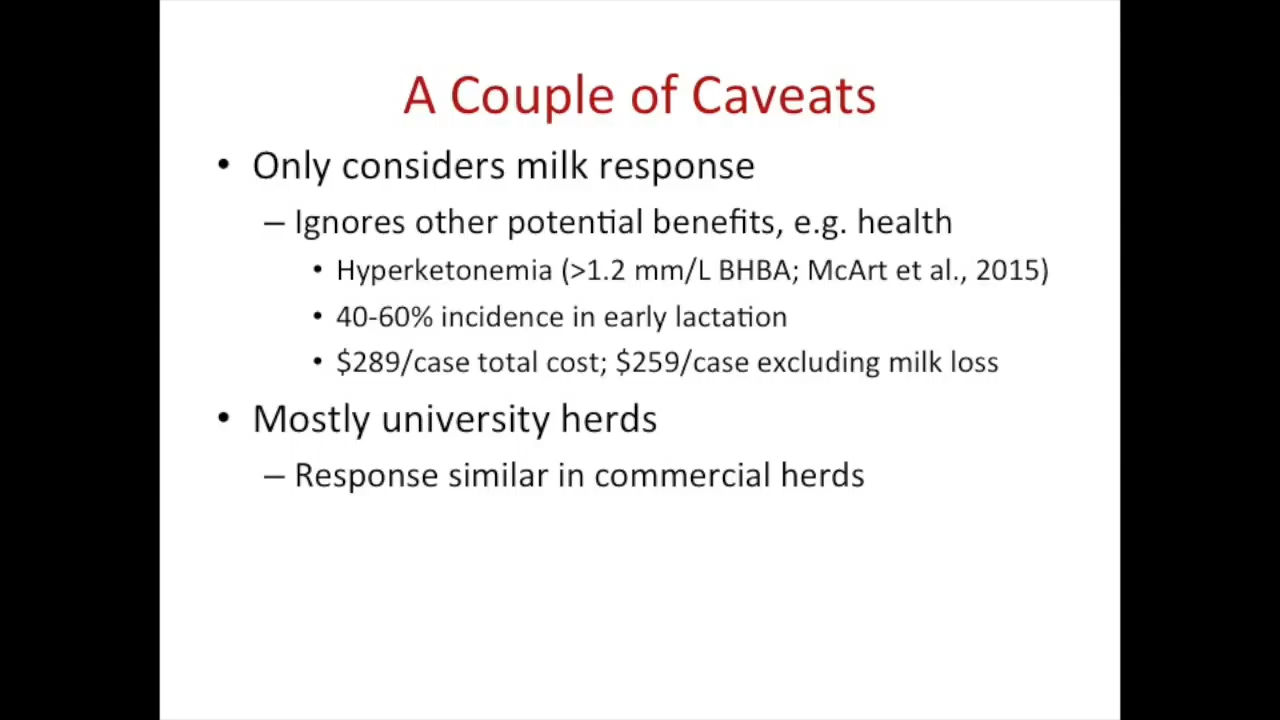 A Couple of Caveats
• Only considers milk response
– Ignores other potential benefits, e.g. health
• Hyperketonemia (>1.2 mm/L BHBA; McArt et al., 2015)
• 40-60% incidence in early lactation
• $289/case total cost; $259/case excluding milk loss
• Mostly university herds
– Response similar in commercial herds